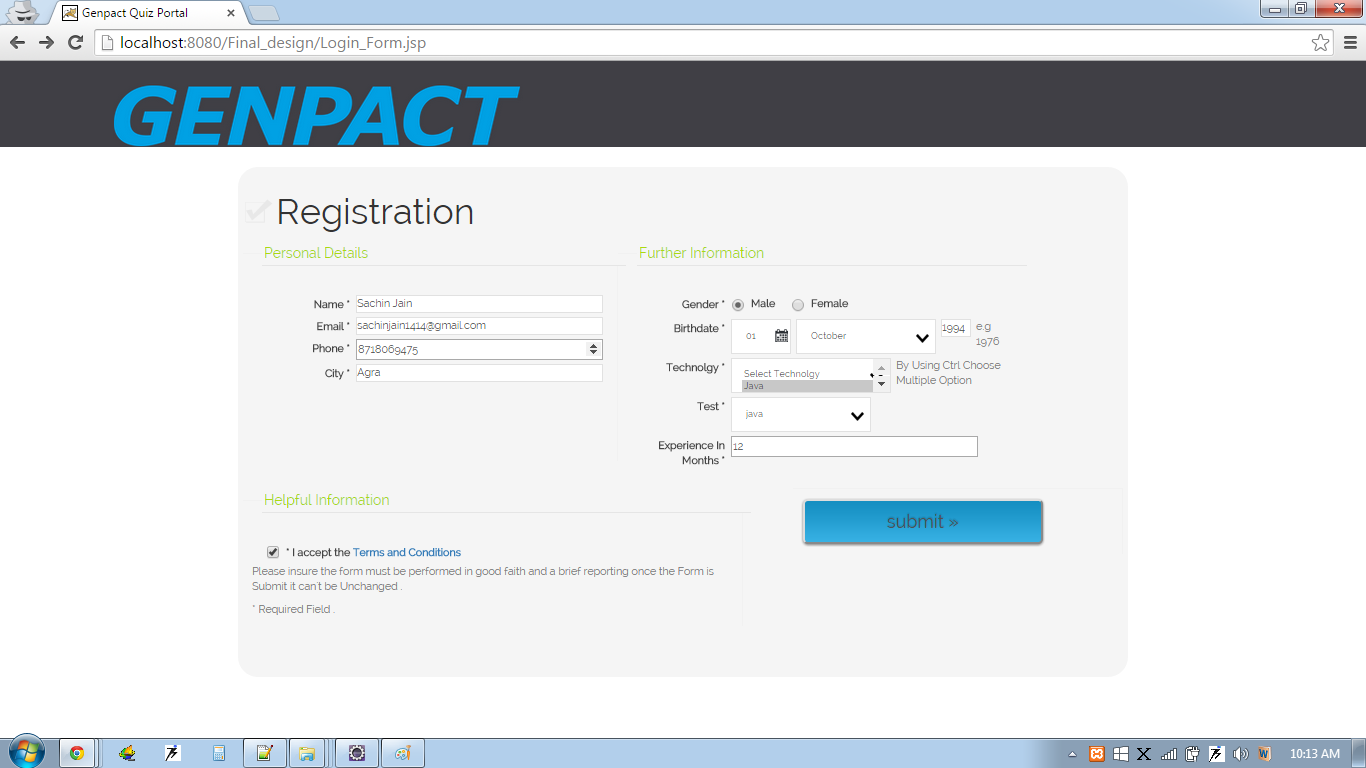 Genpact Quiz Portal
localhost:8080/Final_design/Login_Form.jsp
GENPACT
Registration
Personal Details
Name * Sachin Jain
Email * sachinjain1414@gmail.com
Phone * 8718069475
City * Agra
Further Information
Gender * Male Female
Birthdate * 01 October 1994 e.g
1976
Technolgy * Select Technolgy By Using Ctrl Choose
Java Multiple Option
Test * java
Experience In 12
Months *
Helpful Information
submit »
* I accept the Terms and Conditions
Please insure the form must be performed in good faith and a brief reporting once the Form is
Submit it can't be Unchanged .
* Required Field .
10:13 AM